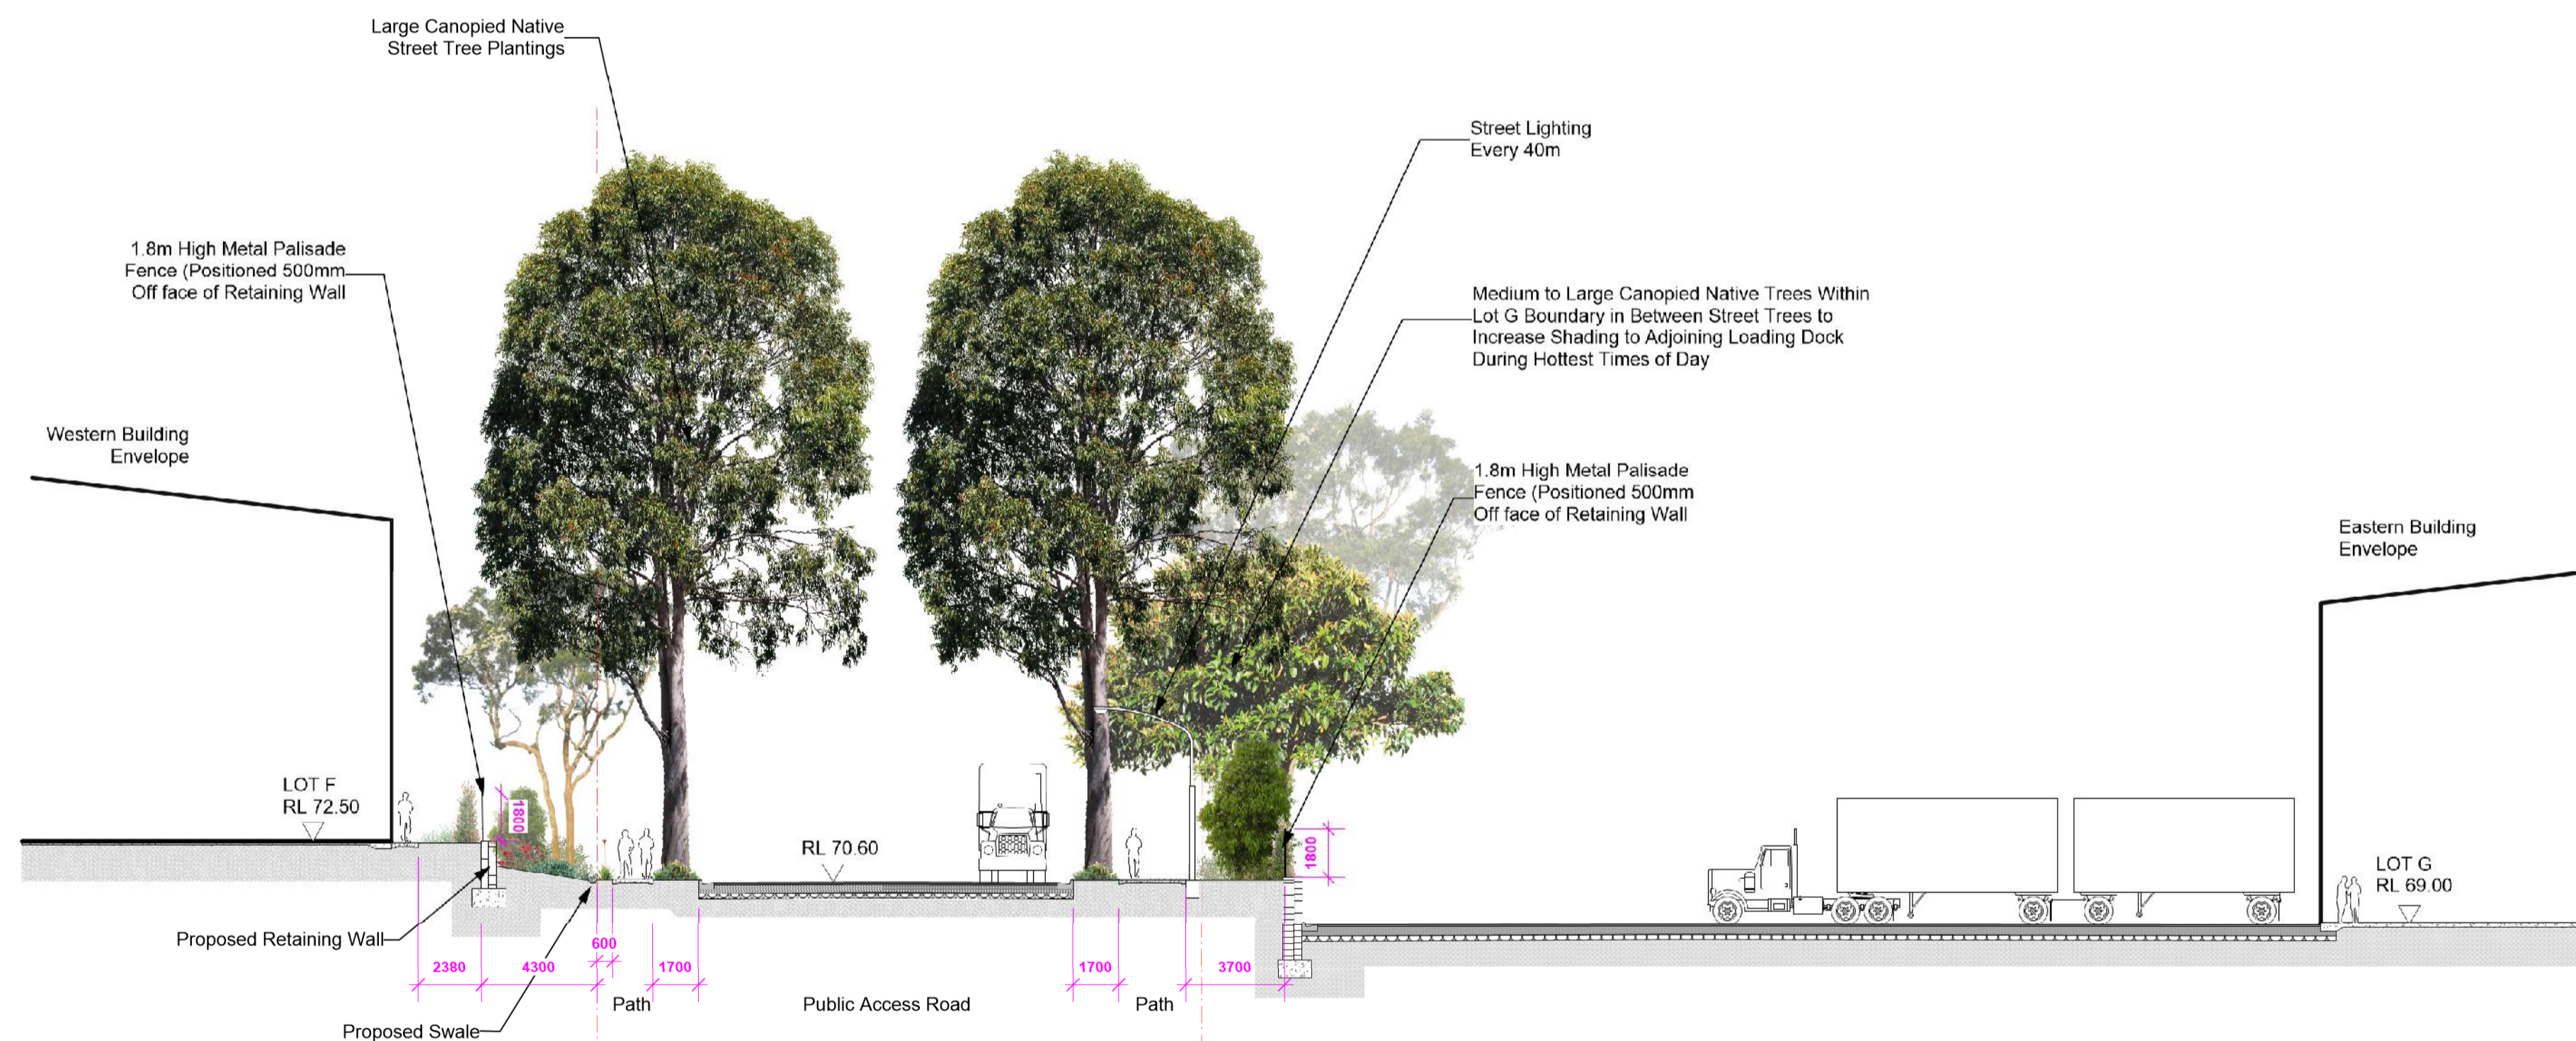 Large Canopied Native
Street Tree Plantings
Street Lighting
Every 40m
1.8m High Metal Palisade
Fence (Positioned 500mm
Off face of Retaining Wall
Medium to Large Canopied Native Trees Within
Lot G Boundary in Between Street Trees to
Increase Shading to Adjoining Loading Dock
During Hottest Times of Day
Western Building
Envelope
1.8m High Metal Palisade
Fence (Positioned 500mm
Off face of Retaining Wall
Eastern Building
Envelope
LOT F
RL 72.50
1800
RL 70.60
1800
LOT G
RL 69.00
Proposed Retaining Wall
600
2380
4300
1700
1700
3700
Path
Public Access Road
Path
Proposed Swale